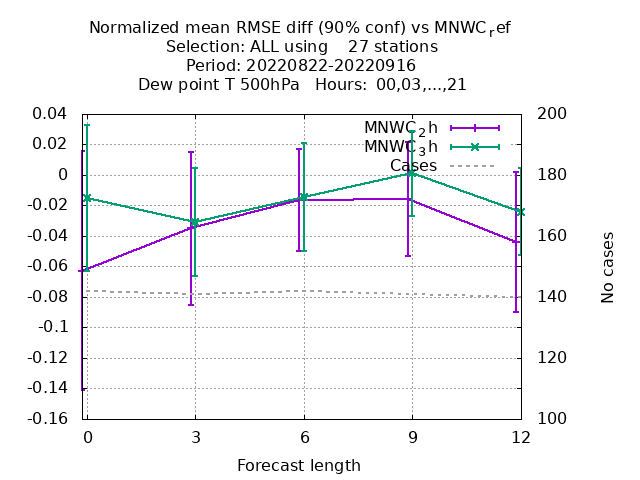 Normalized mean RMSE diff (90% conf) vs MNWC_ref
Selection: ALL using    27 stations
Period: 20220822-20220916
Dew point T 500hPa   Hours: 00,03,...,21
MNWC_2h
MNWC_3h
Cases
0.04
0.02
0
-0.02
-0.04
-0.06
-0.08
-0.1
-0.12
-0.14
-0.16
200
180
160
140
120
100
No cases
0 3 6 9 12
Forecast length